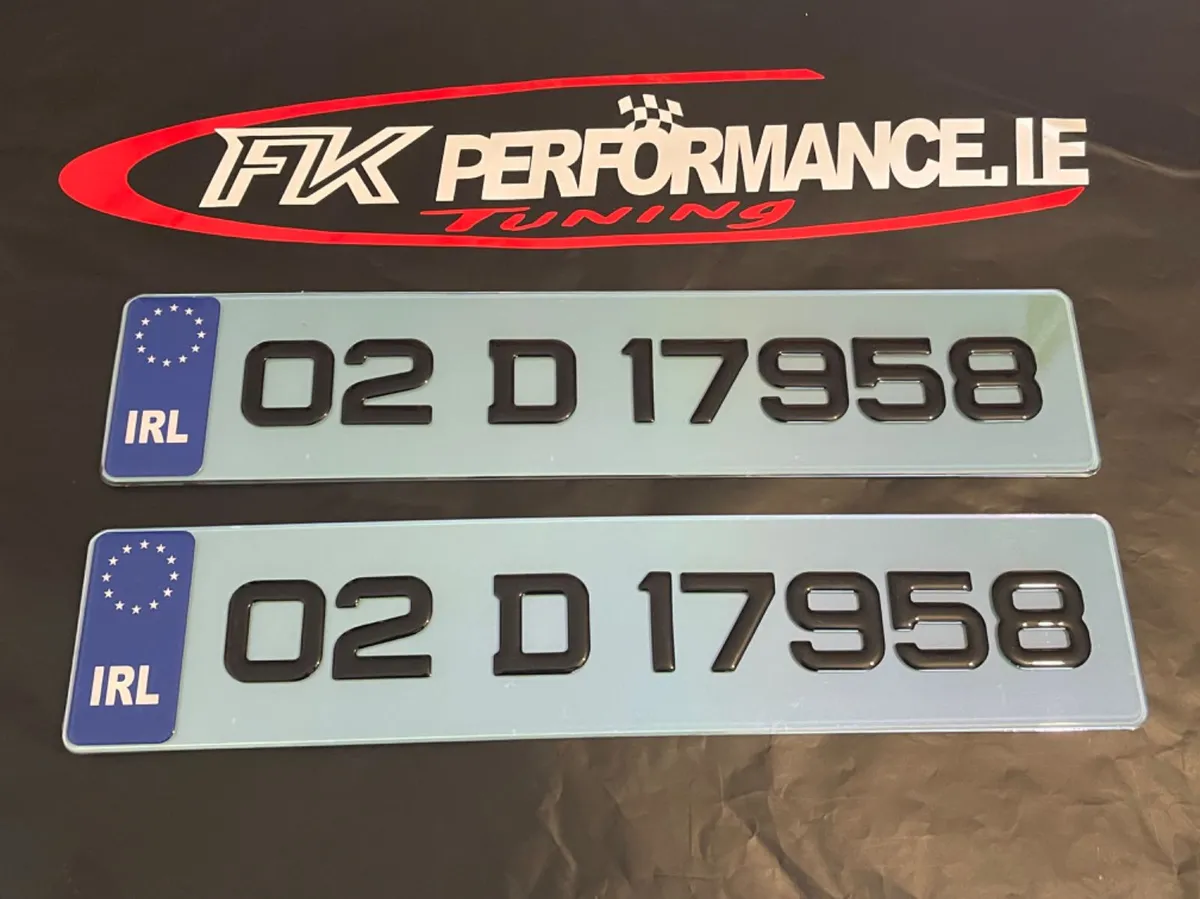 FK PERFORMANCE.IE
TUNING
IRL 02 D 17958
IRL 02 D 17958